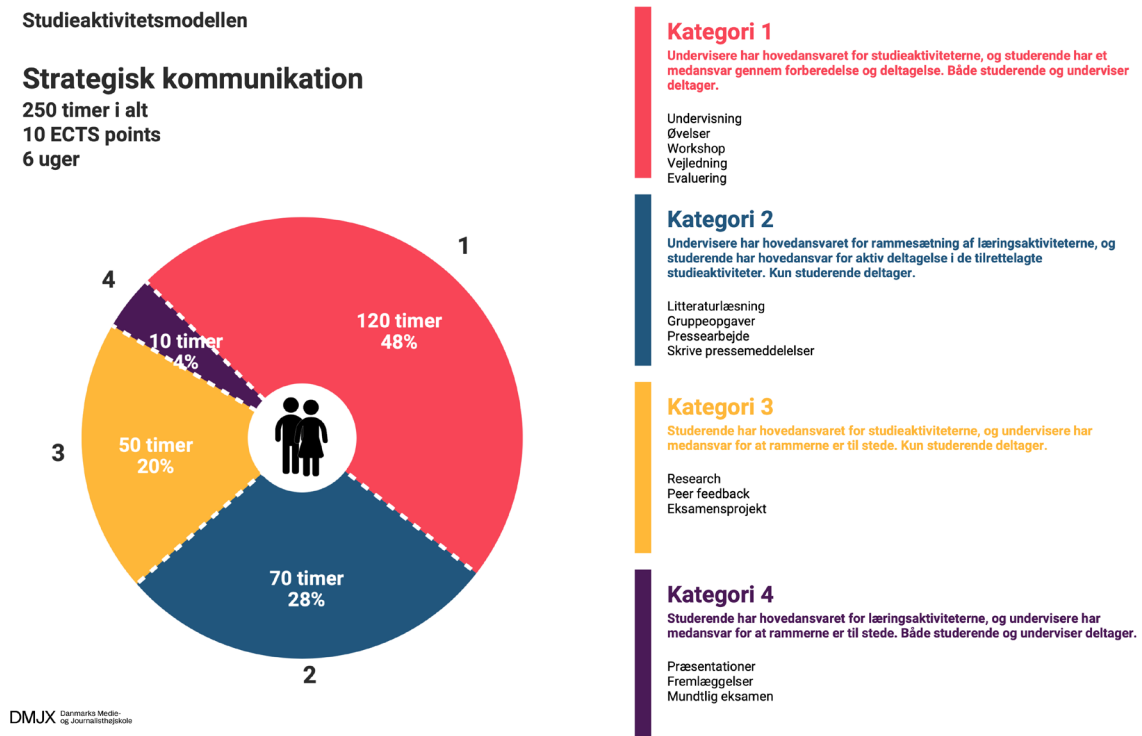 Studieaktivitetsmodellen
Strategisk kommunikation
250 timer i alt
10 ECTS points
6 uger
1
120 timer
48%
4
10 timer
4%
3
50 timer
20%
70 timer
28%
2
DMJX Danmarks Medie-
og Journalisthøjskole
Kategori 1
Undervisere har hovedansvaret for studieaktiviteterne, og studerende har et
medansvar gennem forberedelse og deltagelse. Både studerende og underviser
deltager.
Undervisning
Øvelser
Workshop
Vejledning
Evaluering
Kategori 2
Undervisere har hovedansvaret for rammesætning af læringsaktiviteterne, og
studerende har hovedansvar for aktiv deltagelse i de tilrettelagte
studieaktiviteter. Kun studerende deltager.
Litteraturlæsning
Gruppeopgaver
Pressearbejde
Skrive pressemeddelelser
Kategori 3
Studerende har hovedansvaret for studieaktiviteterne, og undervisere har
medansvar for at rammerne er til stede. Kun studerende deltager.
Research
Peer feedback
Eksamensprojekt
Kategori 4
Studerende har hovedansvaret for læringsaktiviteterne, og undervisere har
medansvar for at rammerne er til stede. Både studerende og underviser deltager.
Præsentationer
Fremlæggelser
Mundtlig eksamen